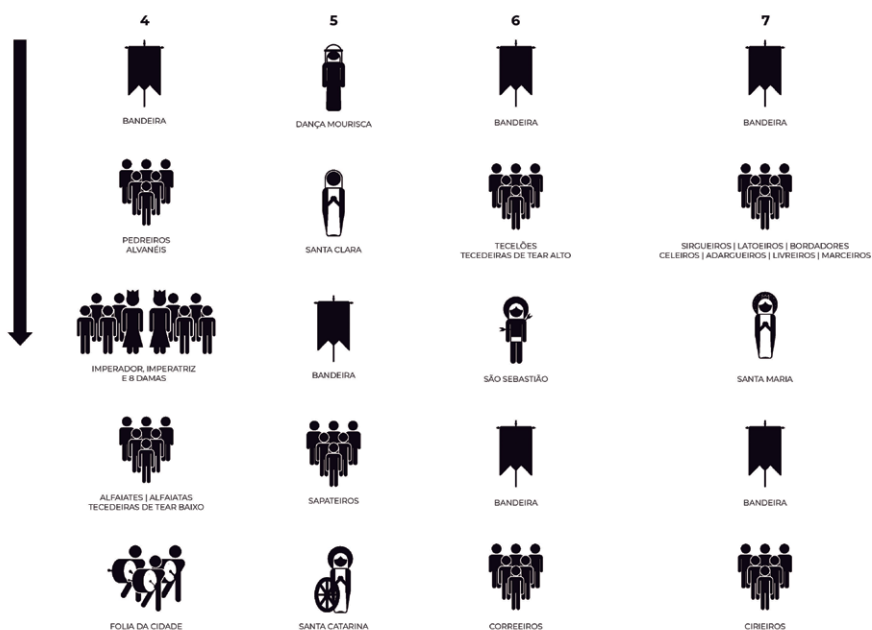 4
BANDEIRA
PEDREIROS
ALVANÉIS
IMPERADOR, IMPERATRIZ
E 8 DAMAS
ALFAIATES | ALFAIATAS
TECEDEIRAS DE TEAR BAIXO
FOLIA DA CIDADE
5
DANÇA MOURISCA
SANTA CLARA
BANDEIRA
SAPATEIROS
SANTA CATARINA
6
BANDEIRA
TECELÕES
TECEDEIRAS DE TEAR ALTO
SÃO SEBASTIÃO
BANDEIRA
CORREEIROS
7
BANDEIRA
SIRGUEIROS | LATOEIROS | BORDADORES
CELEIROS | ADARGUEIROS | LIVREIROS | MARCEIROS
SANTA MARIA
BANDEIRA
CIRIEIROS